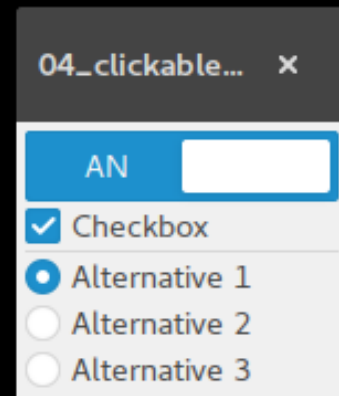 04_clickable...
AN
Checkbox
Alternative 1
Alternative 2
Alternative 3